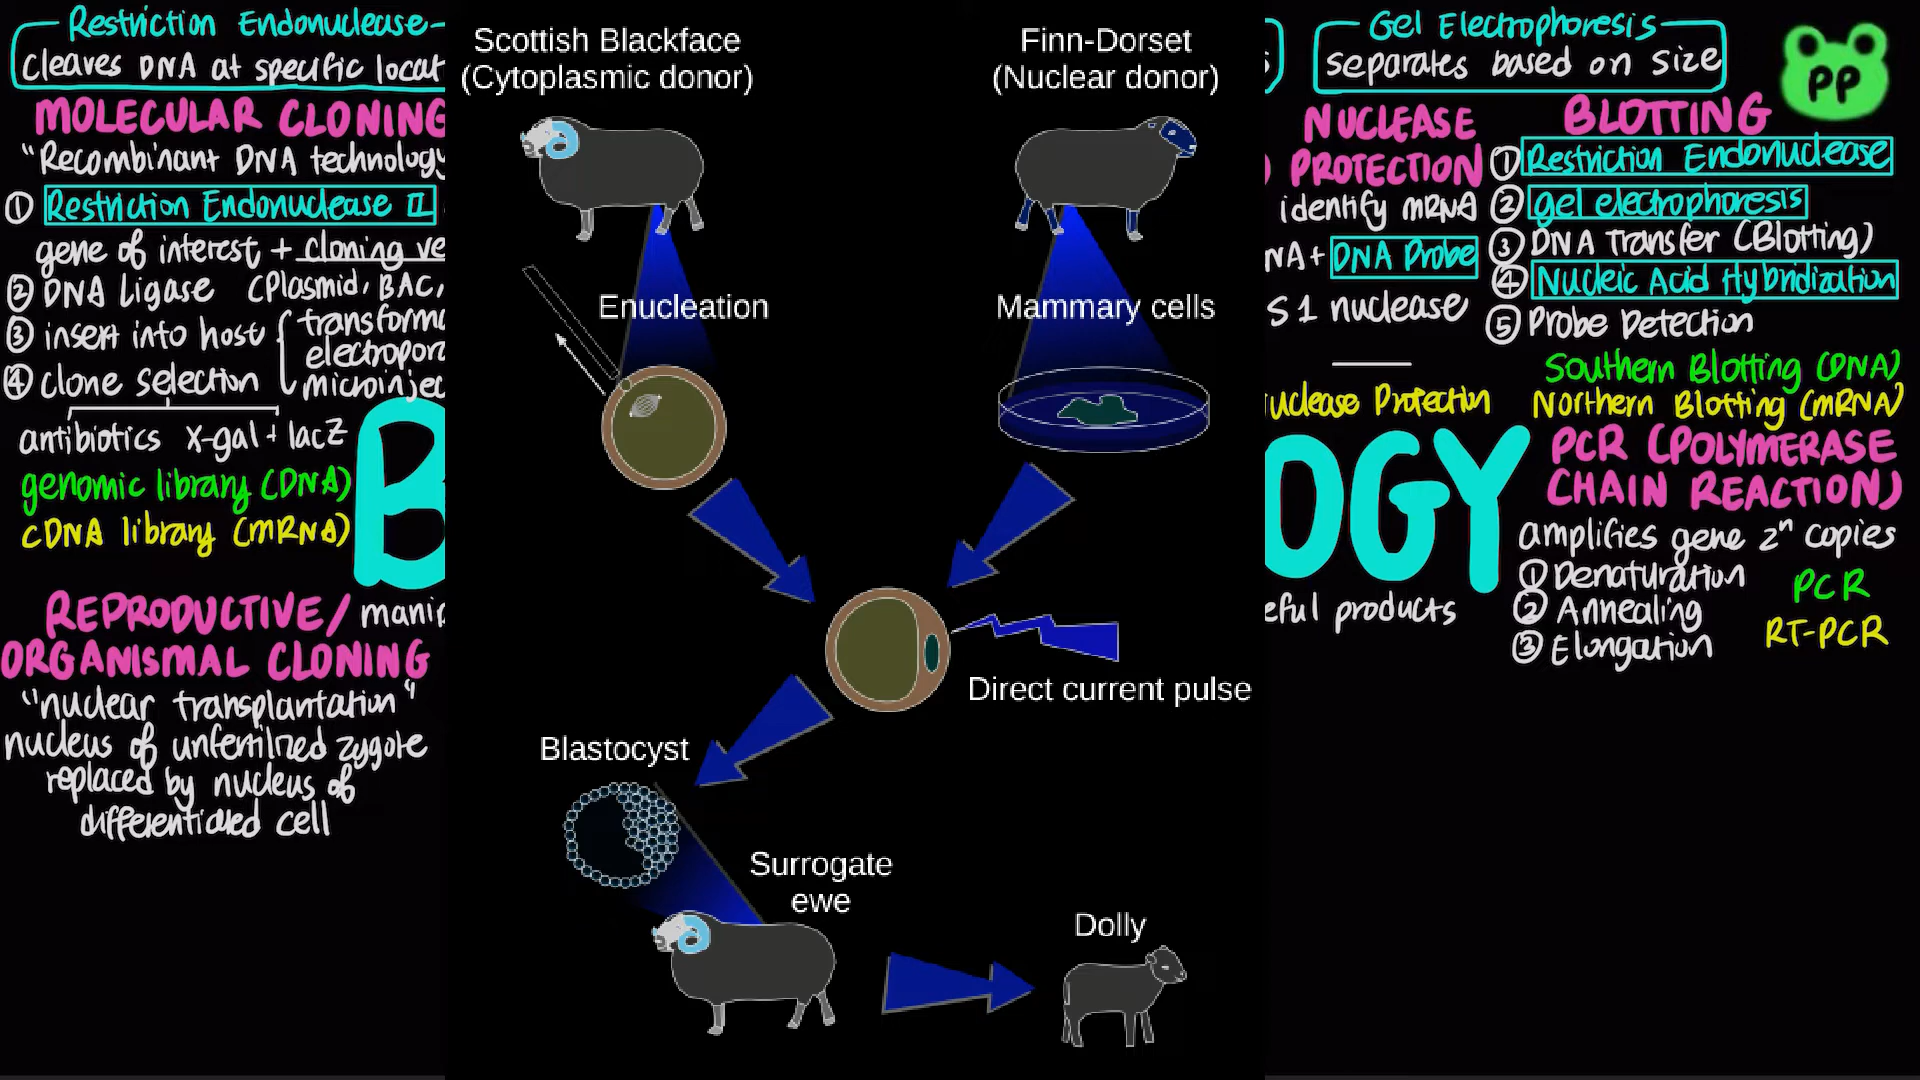 Restriction Endonuclease
Cleaves DNA at specific locat
MOLECULAR CLONING
"Recombinant DNA technology
① Restriction Endonuclease II
gene of interest + cloning ve
② DNA Ligase (Plasmid, BAC,
③ insert into host { transforma
electropora
④ clone selection microinjec
antibiotics X-gal + lacZ
genomic library (DNA)
cDNA library (mRNA)
B
REPRODUCTIVE/ manip
ORGANISMAL CLONING
"nuclear transplantation"
nucleus of unfertilized zygote
replaced by nucleus of
differentiated cell
Scottish Blackface
(Cytoplasmic donor)
Finn-Dorset
(Nuclear donor)
Enucleation
Mammary cells
Direct current pulse
Blastocyst
Surrogate
ewe
Dolly
Gel Electrophoresis
separates based on size
PP
NUCLEASE
PROTECTION
identify mRNA
NA + DNA Probe
S1 nuclease
uclease Protection
OGY
eful products
BLOTTING
① Restriction Endonuclease
② gel electrophoresis
③ DNA Transfer (Blotting)
④ Nucleic Acid Hybridization
⑤ Probe Detection
Southern Blotting (DNA)
Northern Blotting (mRNA)
PCR (POLYMERASE
CHAIN REACTION)
amplifies gene 2ⁿ copies
① Denaturation
② Annealing
③ Elongation
PCR
RT-PCR